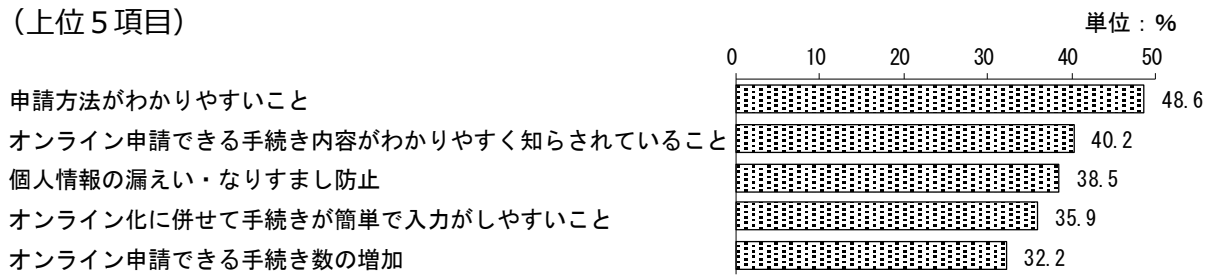 （上位５項目）
単位：％
0 10 20 30 40 50
申請方法がわかりやすいこと 48.6
オンライン申請できる手続き内容がわかりやすく知らされていること 40.2
個人情報の漏えい・なりすまし防止 38.5
オンライン化に併せて手続きが簡単で入力がしやすいこと 35.9
オンライン申請できる手続き数の増加 32.2